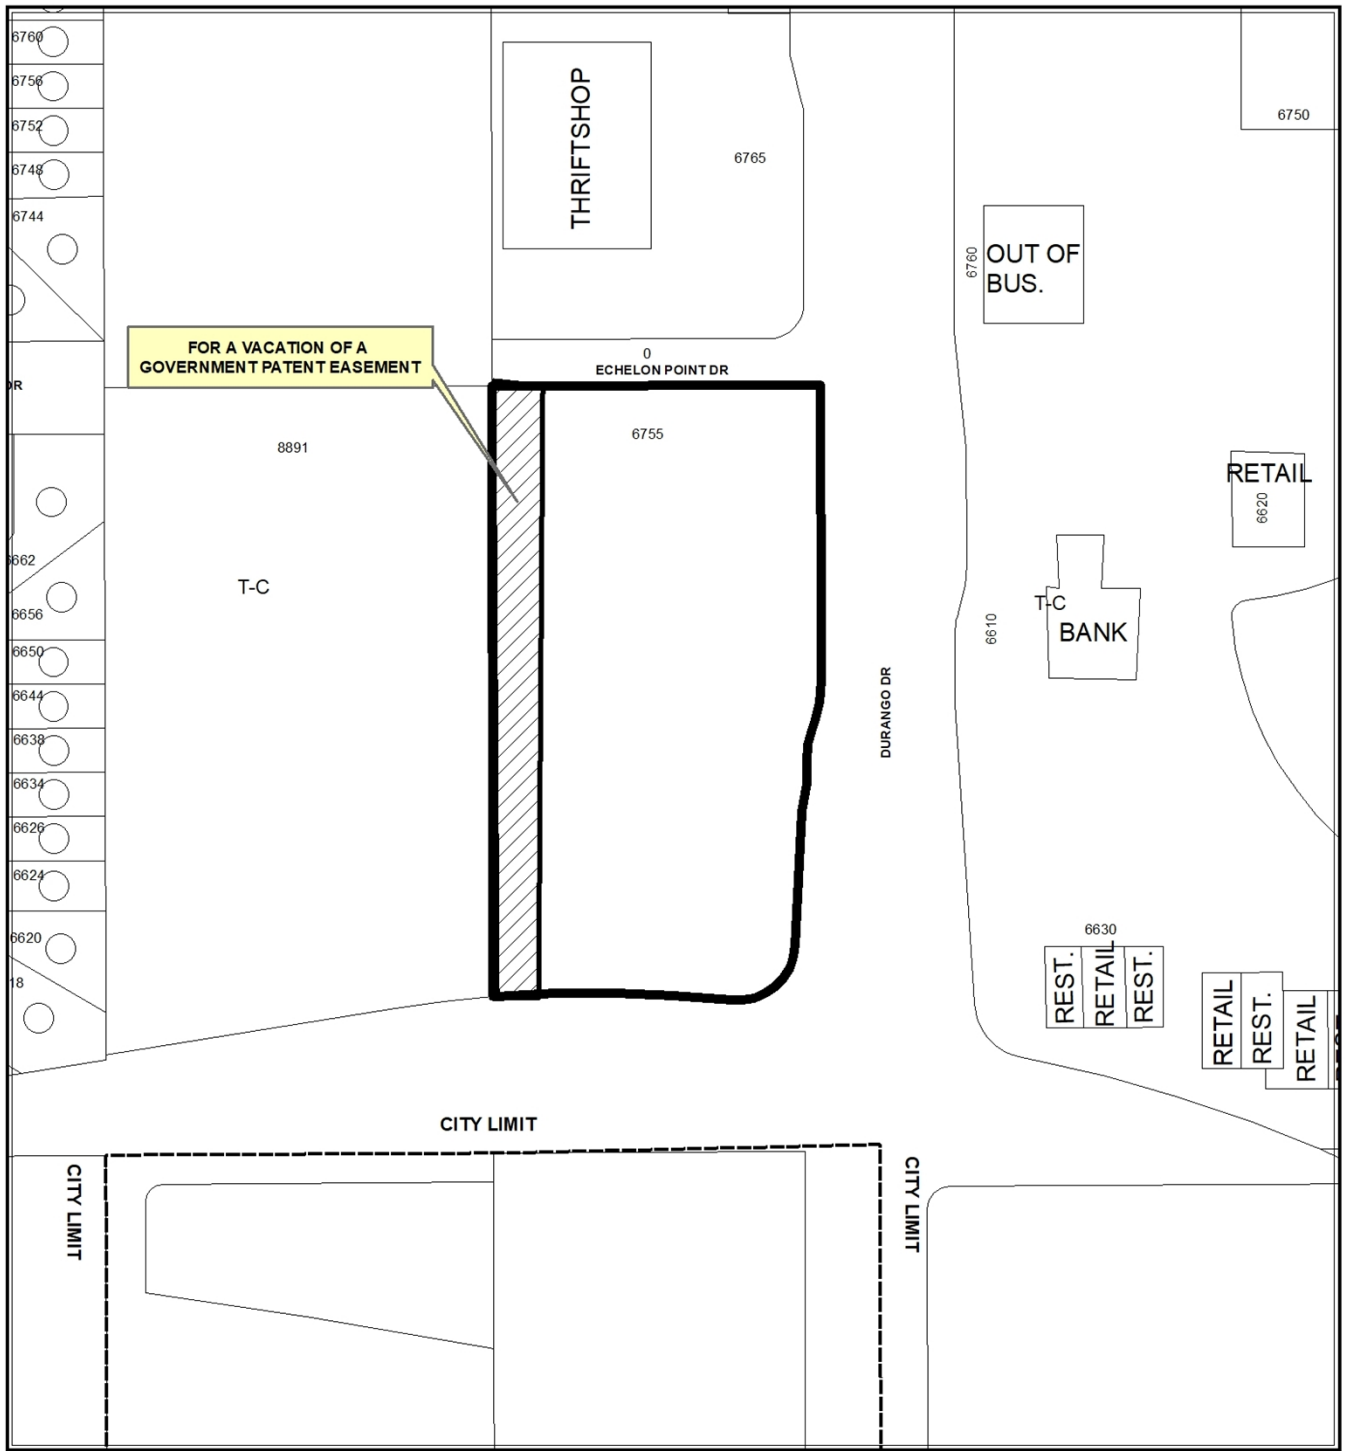 6760
6756
6752
6748
6744
THRIFTSHOP
6765
6750
6760
OUT OF
BUS.
FOR A VACATION OF A
GOVERNMENT PATENT EASEMENT
0
ECHELON POINT DR
DR
8891
6755
RETAIL
6620
T-C
6656
6650
6644
6638
6634
6626
6624
6620
18
T-C
BANK
6610
DURANGO DR
6630
REST.
RETAIL
REST.
RETAIL
REST.
RETAIL
CITY LIMIT
CITY LIMIT
CITY LIMIT